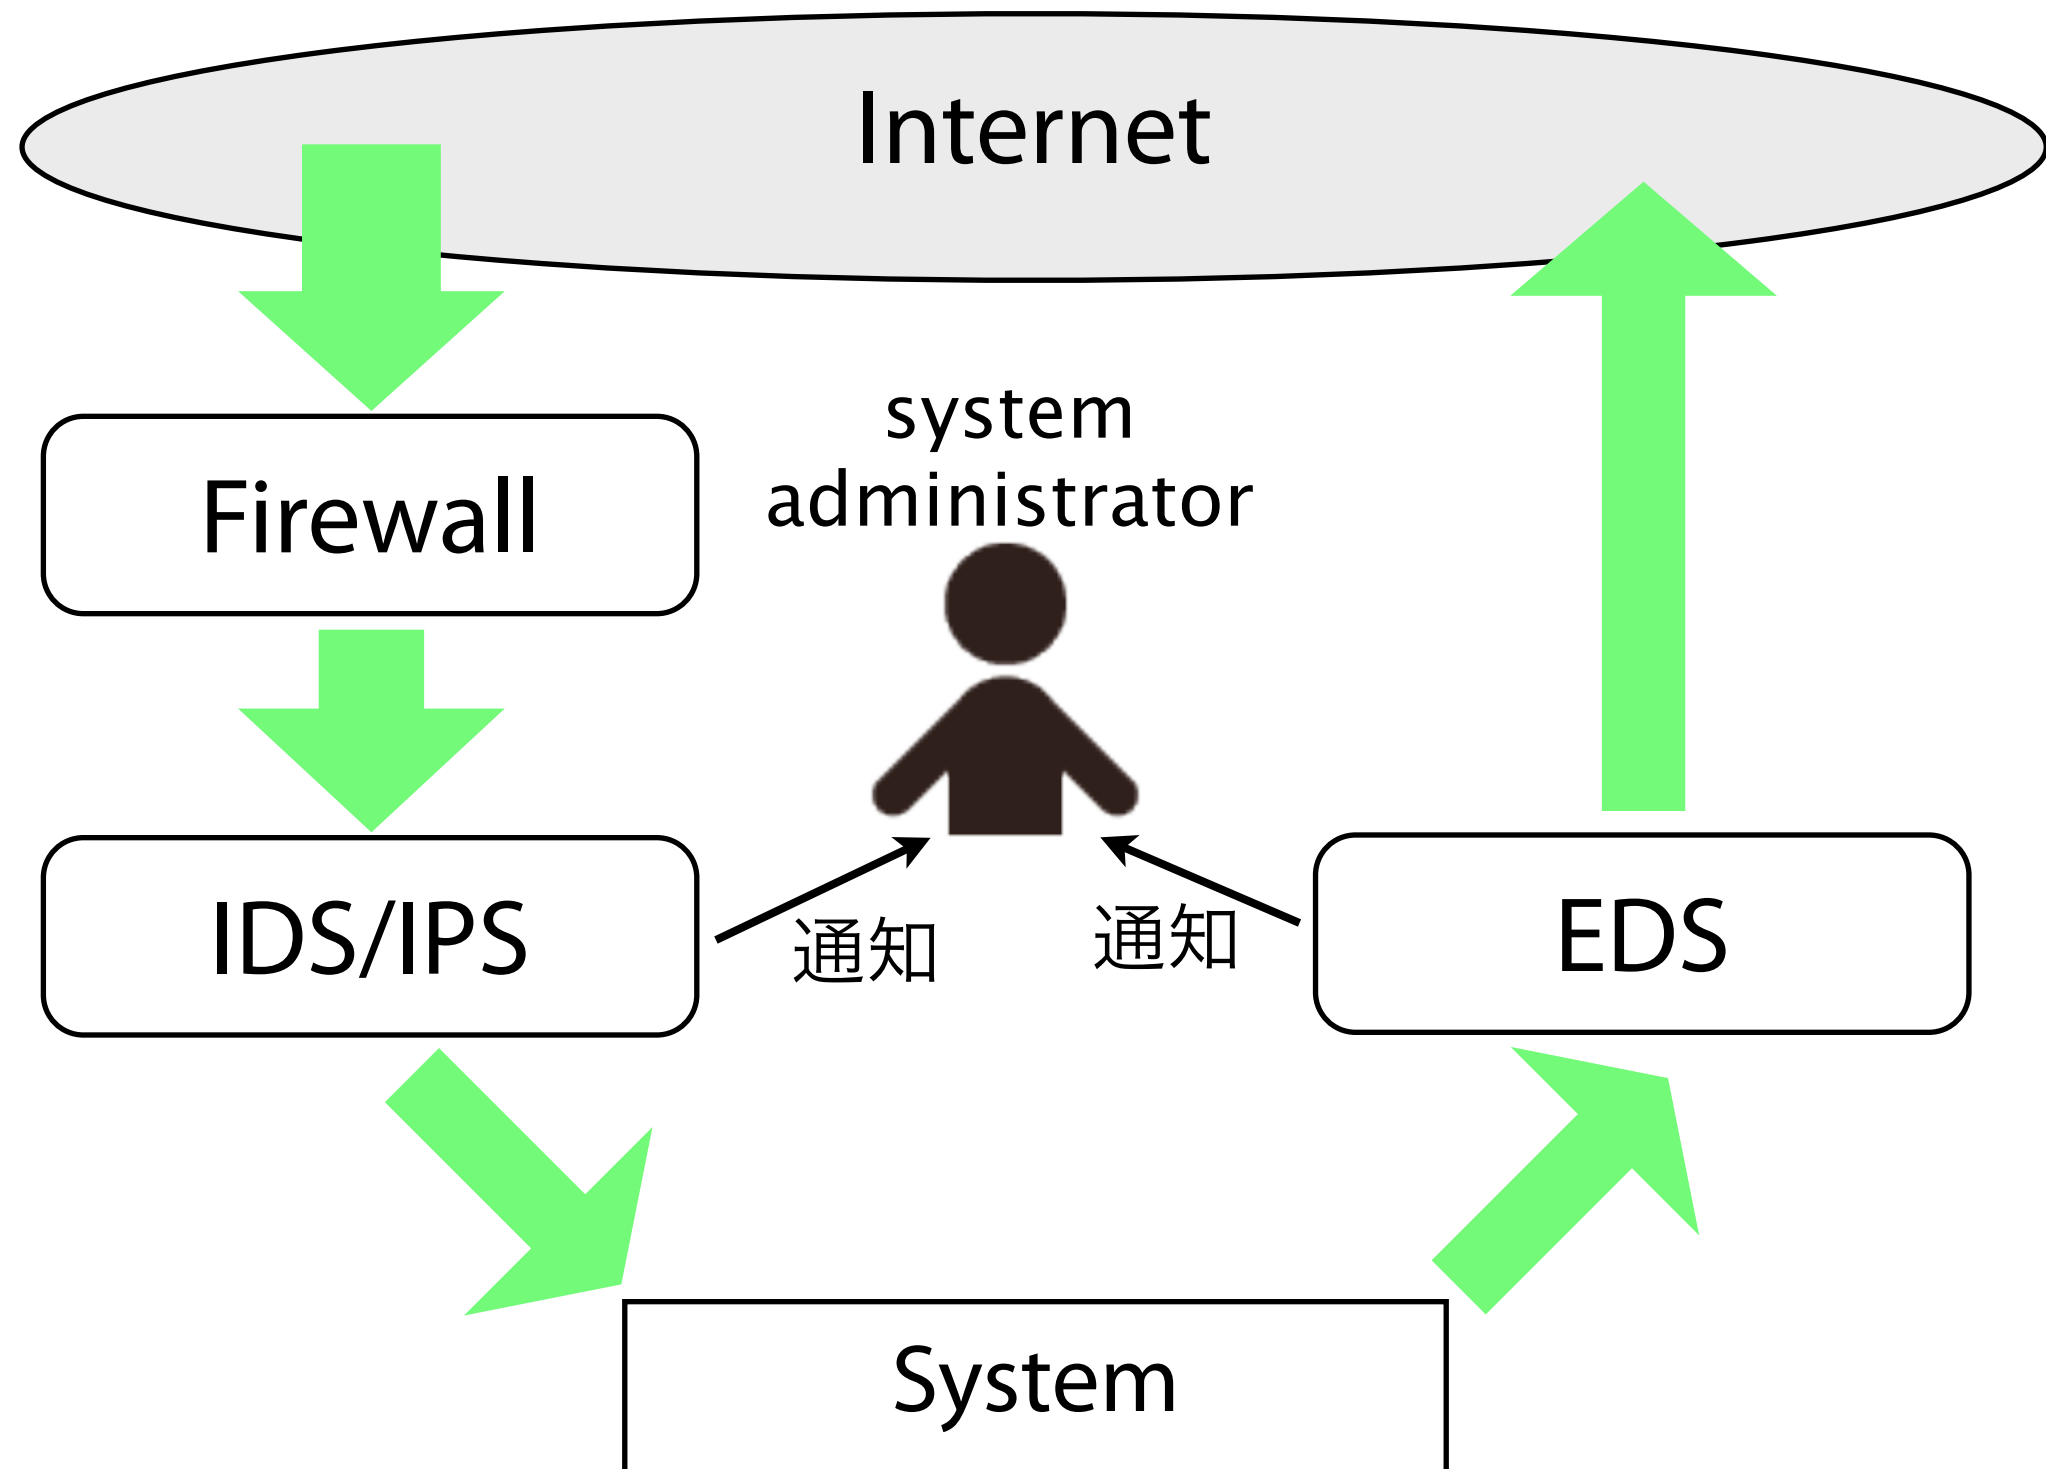 Internet
system
administrator
Firewall
IDS/IPS
通知
通知
EDS
System